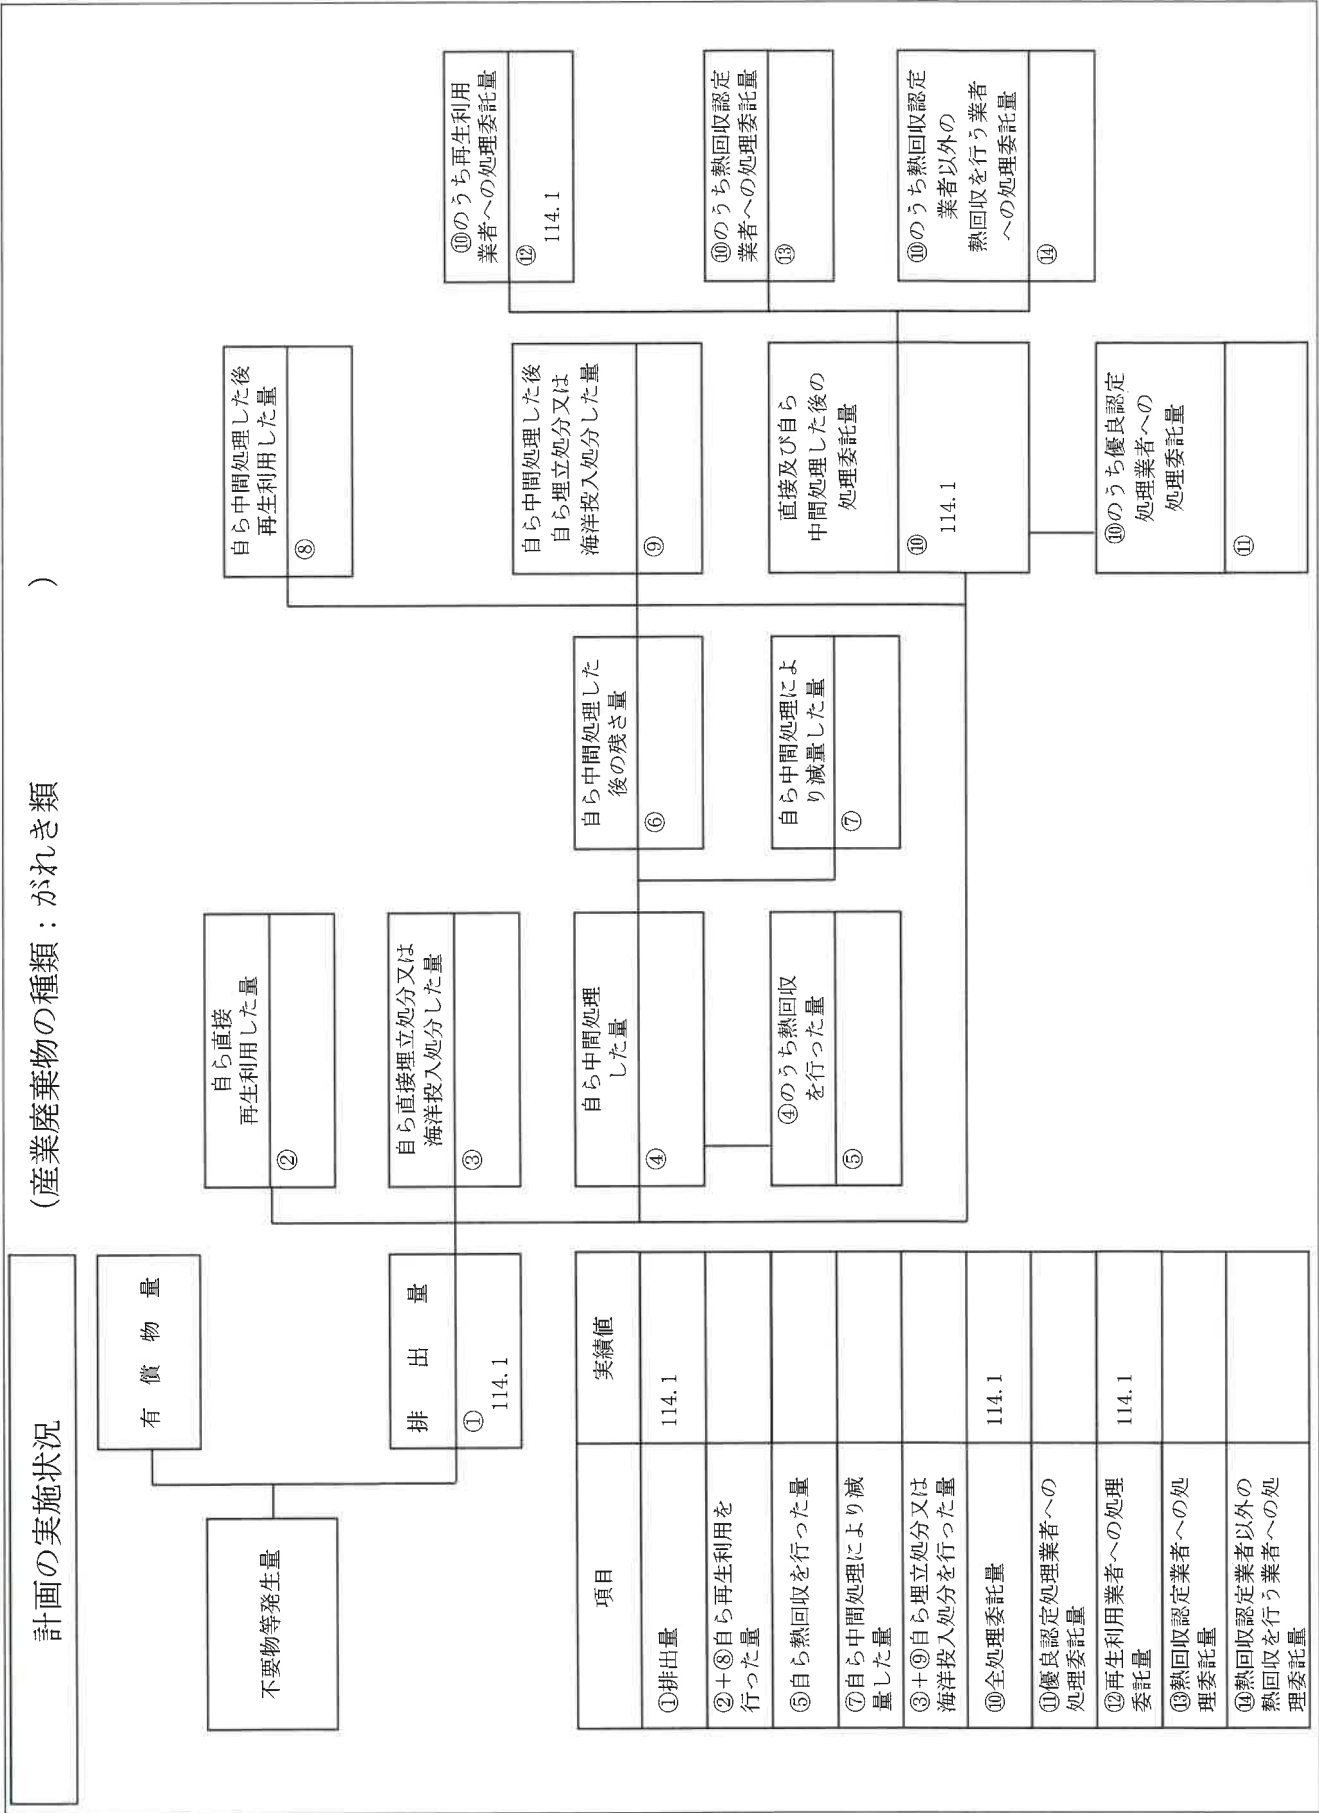 計画の実施状況
(産業廃棄物の種類：がれき類　　　　　　)
不要物等発生量
有　償　物　量
排　出　量
①
114.1
自ら直接
再生利用した量
②
自ら直接埋立処分又は
海洋投入処分した量
③
自ら中間処理
した量
④
④のうち熱回収
を行った量
⑤
自ら中間処理した
後の残さ量
⑥
自ら中間処理によ
り減量した量
⑦
自ら中間処理した後
再生利用した量
⑧
自ら中間処理した後
自ら埋立処分又は
海洋投入処分した量
⑨
直接及び自ら
中間処理した後の
処理委託量
⑩
114.1
⑩のうち優良認定
処理業者への
処理委託量
⑪
⑩のうち再生利用
業者への処理委託量
⑫
114.1
⑩のうち熱回収認定
業者への処理委託量
⑬
⑩のうち熱回収認定
業者以外の
熱回収を行う業者
への処理委託量
⑭
項目　実績値
①排出量　114.1
②＋⑧自ら再生利用を
行った量
⑤自ら熱回収を行った量
⑦自ら中間処理により減
量した量
③＋⑨自ら埋立処分又は
海洋投入処分を行った量
⑩全処理委託量　114.1
⑪優良認定処理業者への
処理委託量
⑫再生利用業者への処理
委託量　114.1
⑬熱回収認定業者への処
理委託量
⑭熱回収認定業者以外の
熱回収を行う業者への処
理委託量